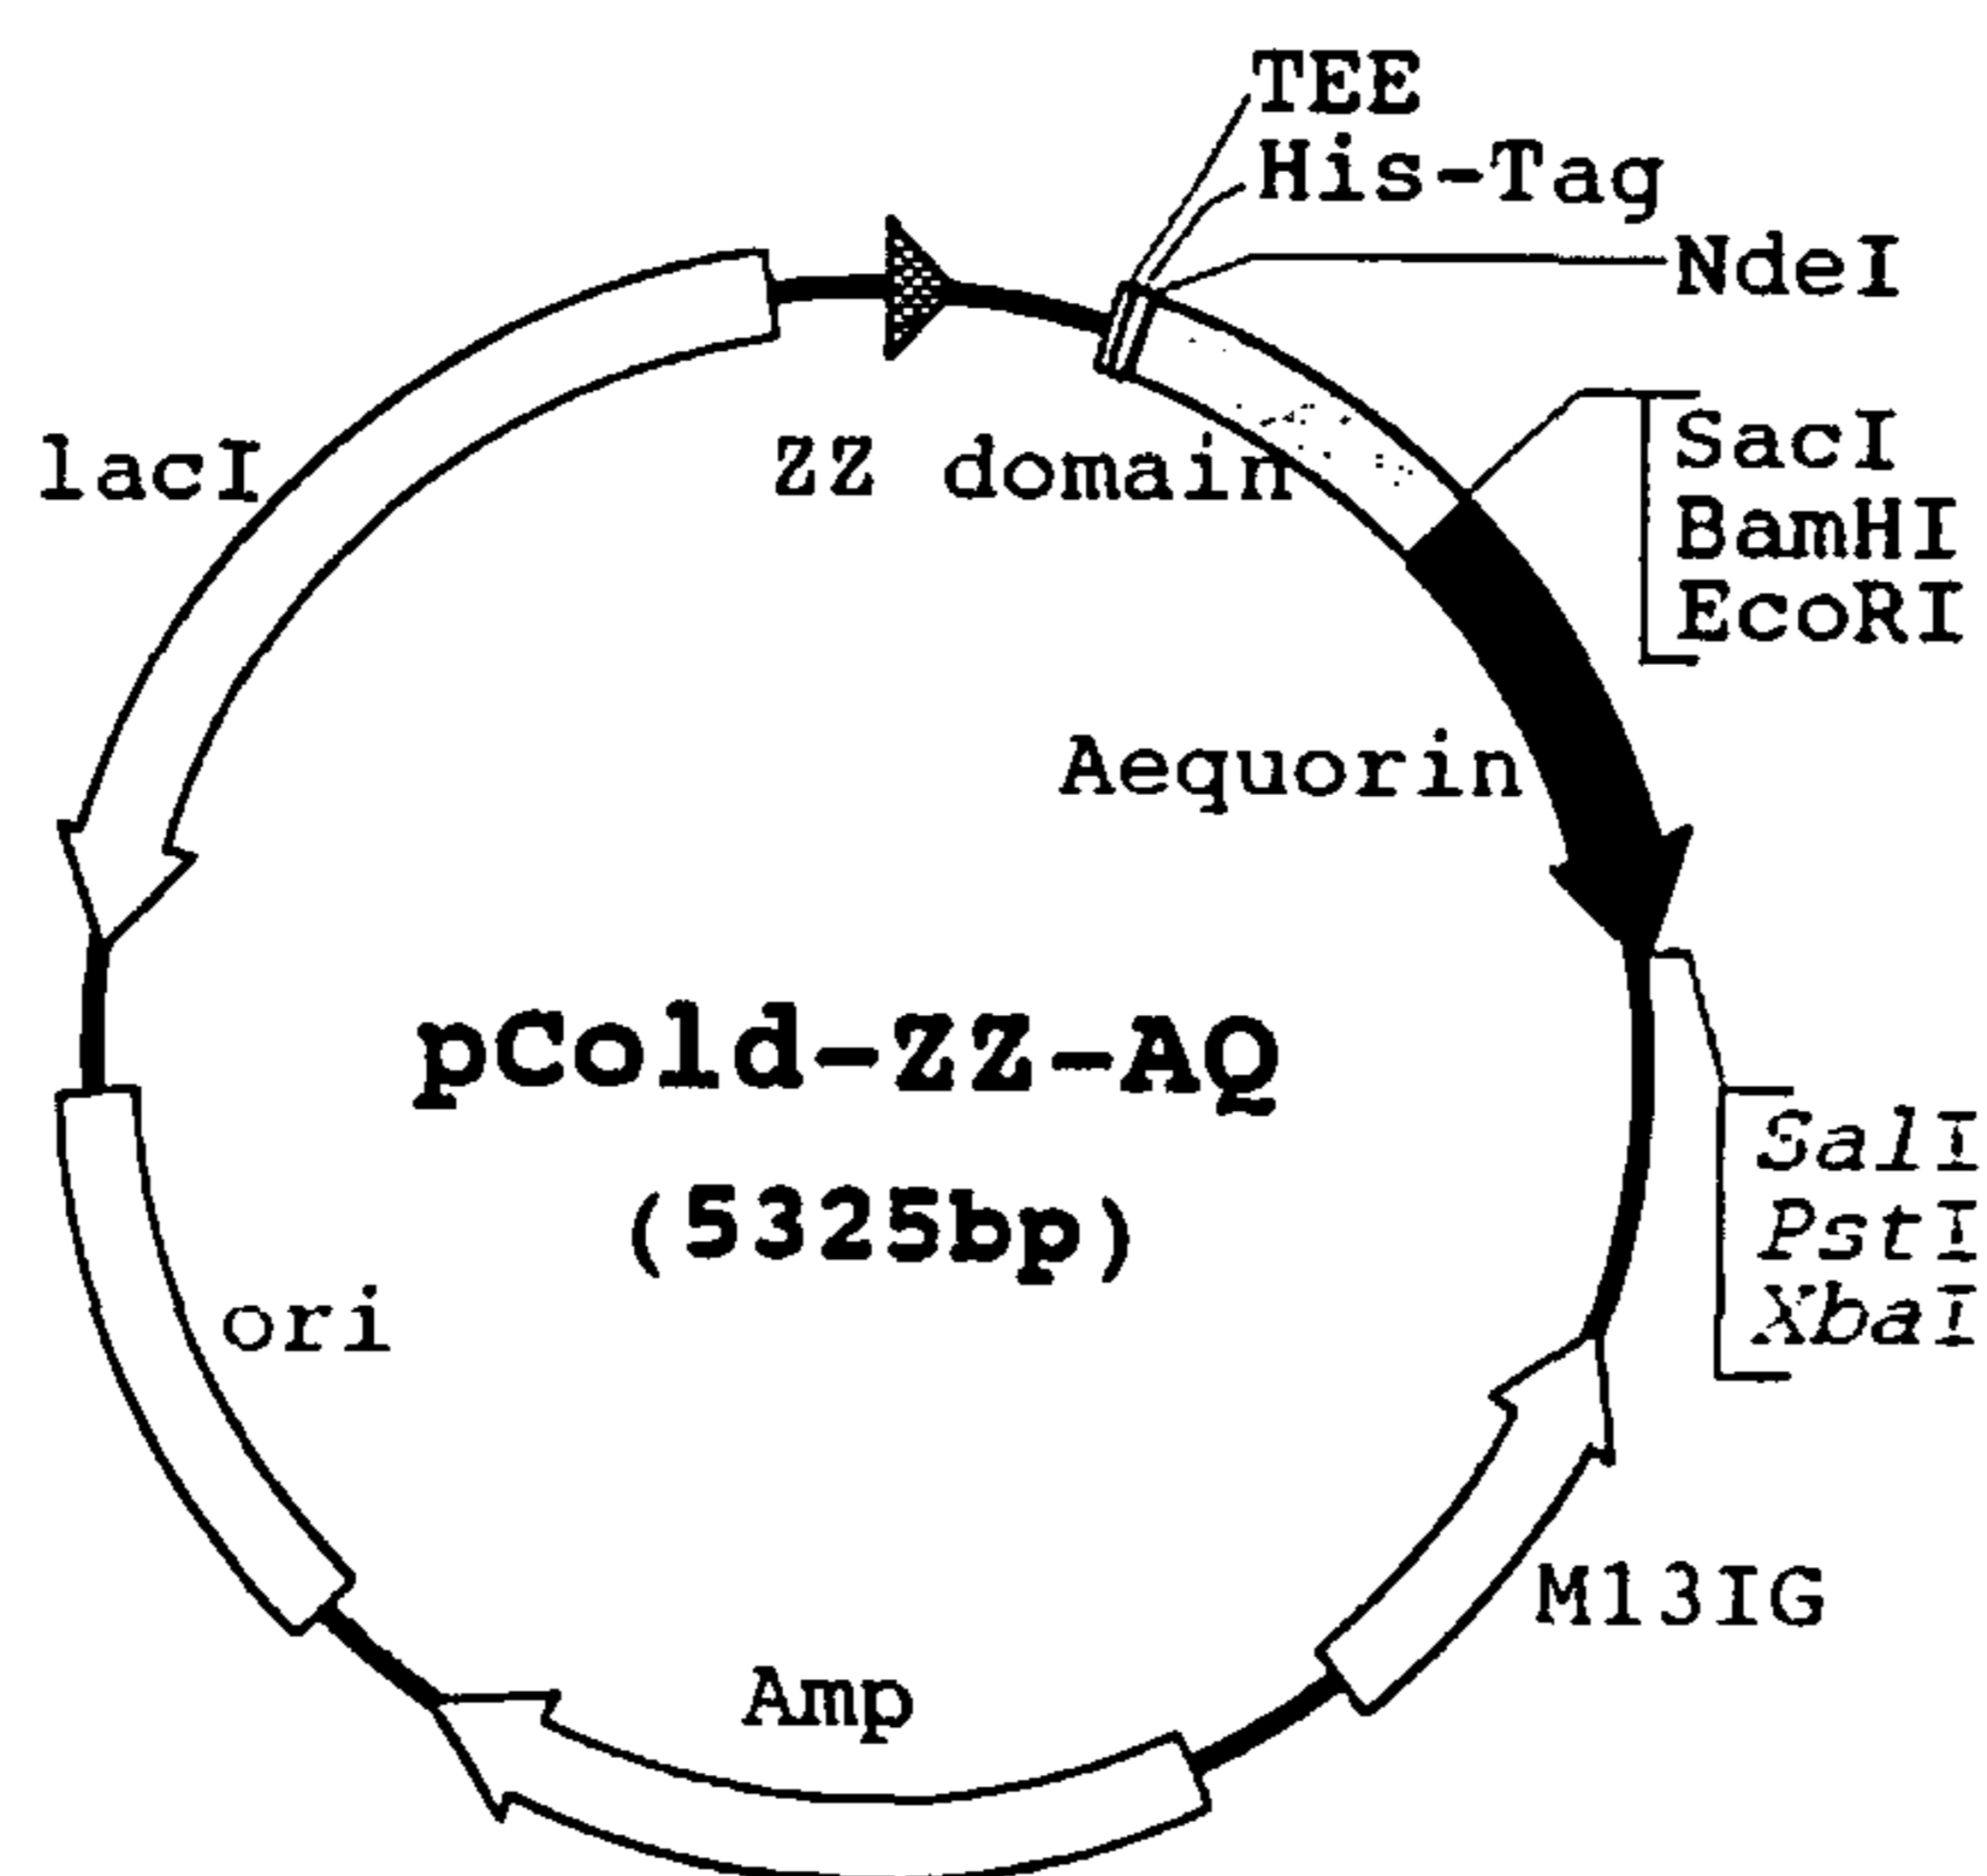 TEE
His-Tag
NdeI
lacI
ZZ domain
SacI
BamHI
EcoRI
Aequorin
pCold-ZZ-AQ
(5325bp)
SalI
PstI
XbaI
ori
M13IG
Amp